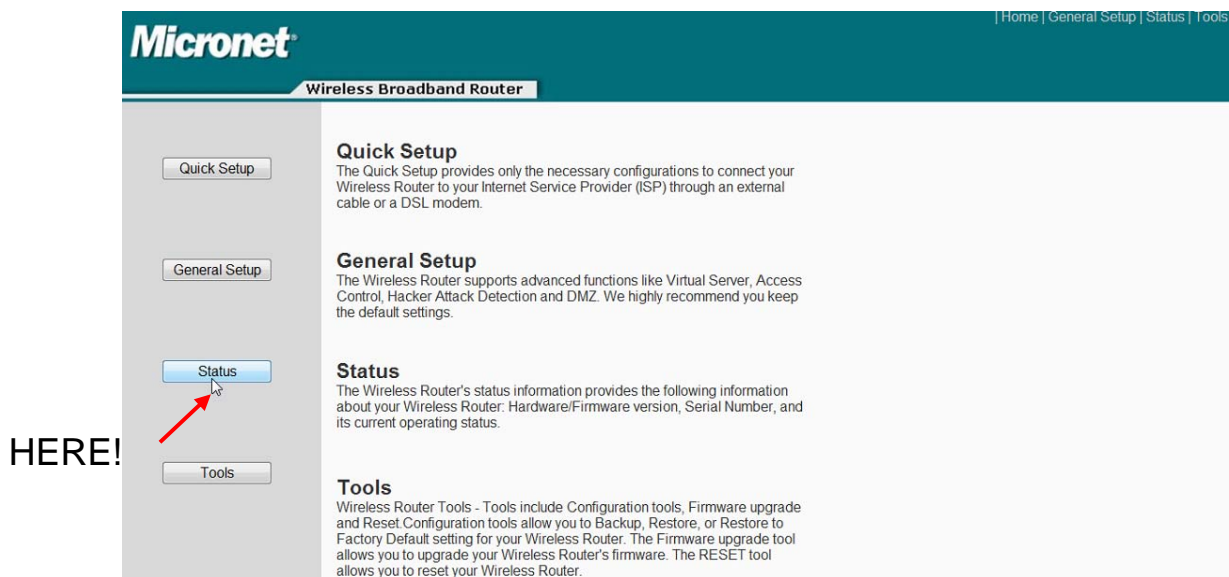 | Home | General Setup | Status | Tools
Micronet
Wireless Broadband Router
Quick Setup
Quick Setup
The Quick Setup provides only the necessary configurations to connect your
Wireless Router to your Internet Service Provider (ISP) through an external
cable or a DSL modem.
General Setup
General Setup
The Wireless Router supports advanced functions like Virtual Server, Access
Control, Hacker Attack Detection and DMZ. We highly recommend you keep
the default settings.
Status
Status
The Wireless Router's status information provides the following information
about your Wireless Router: Hardware/Firmware version, Serial Number, and
its current operating status.
HERE!
Tools
Tools
Wireless Router Tools - Tools include Configuration tools, Firmware upgrade
and Reset.Configuration tools allow you to Backup, Restore, or Restore to
Factory Default setting for your Wireless Router. The Firmware upgrade tool
allows you to upgrade your Wireless Router's firmware. The RESET tool
allows you to reset your Wireless Router.